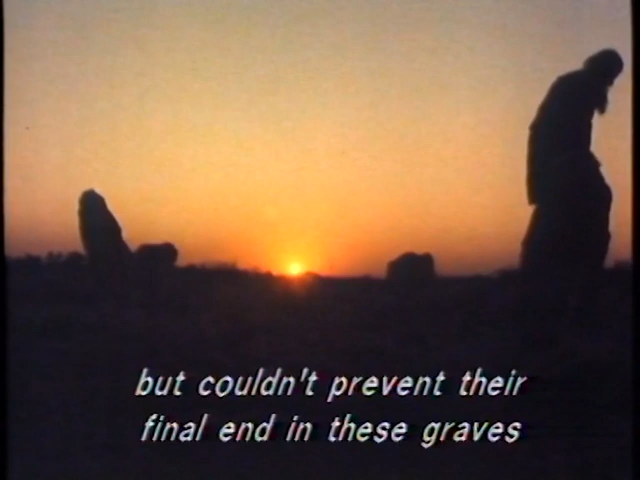 but couldn't prevent their
final end in these graves